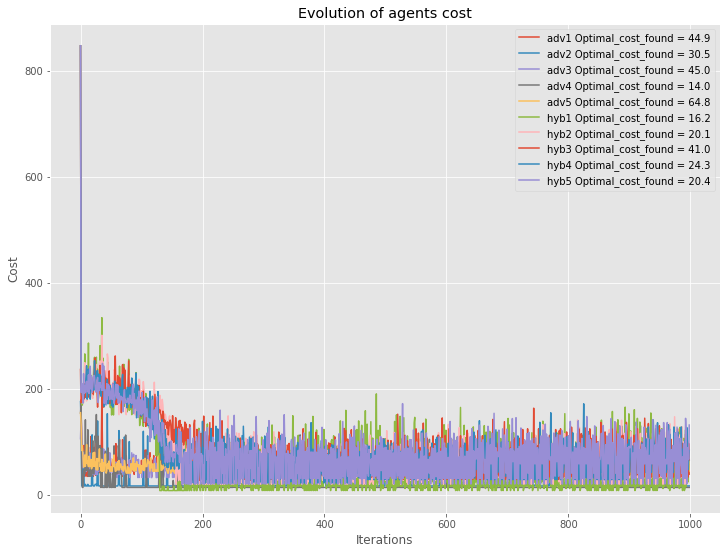 Evolution of agents cost
adv1 Optimal_cost_found = 44.9
adv2 Optimal_cost_found = 30.5
adv3 Optimal_cost_found = 45.0
adv4 Optimal_cost_found = 14.0
adv5 Optimal_cost_found = 64.8
hyb1 Optimal_cost_found = 16.2
hyb2 Optimal_cost_found = 20.1
hyb3 Optimal_cost_found = 41.0
hyb4 Optimal_cost_found = 24.3
hyb5 Optimal_cost_found = 20.4
800
600
400
200
0
Cost
0 200 400 600 800 1000
Iterations